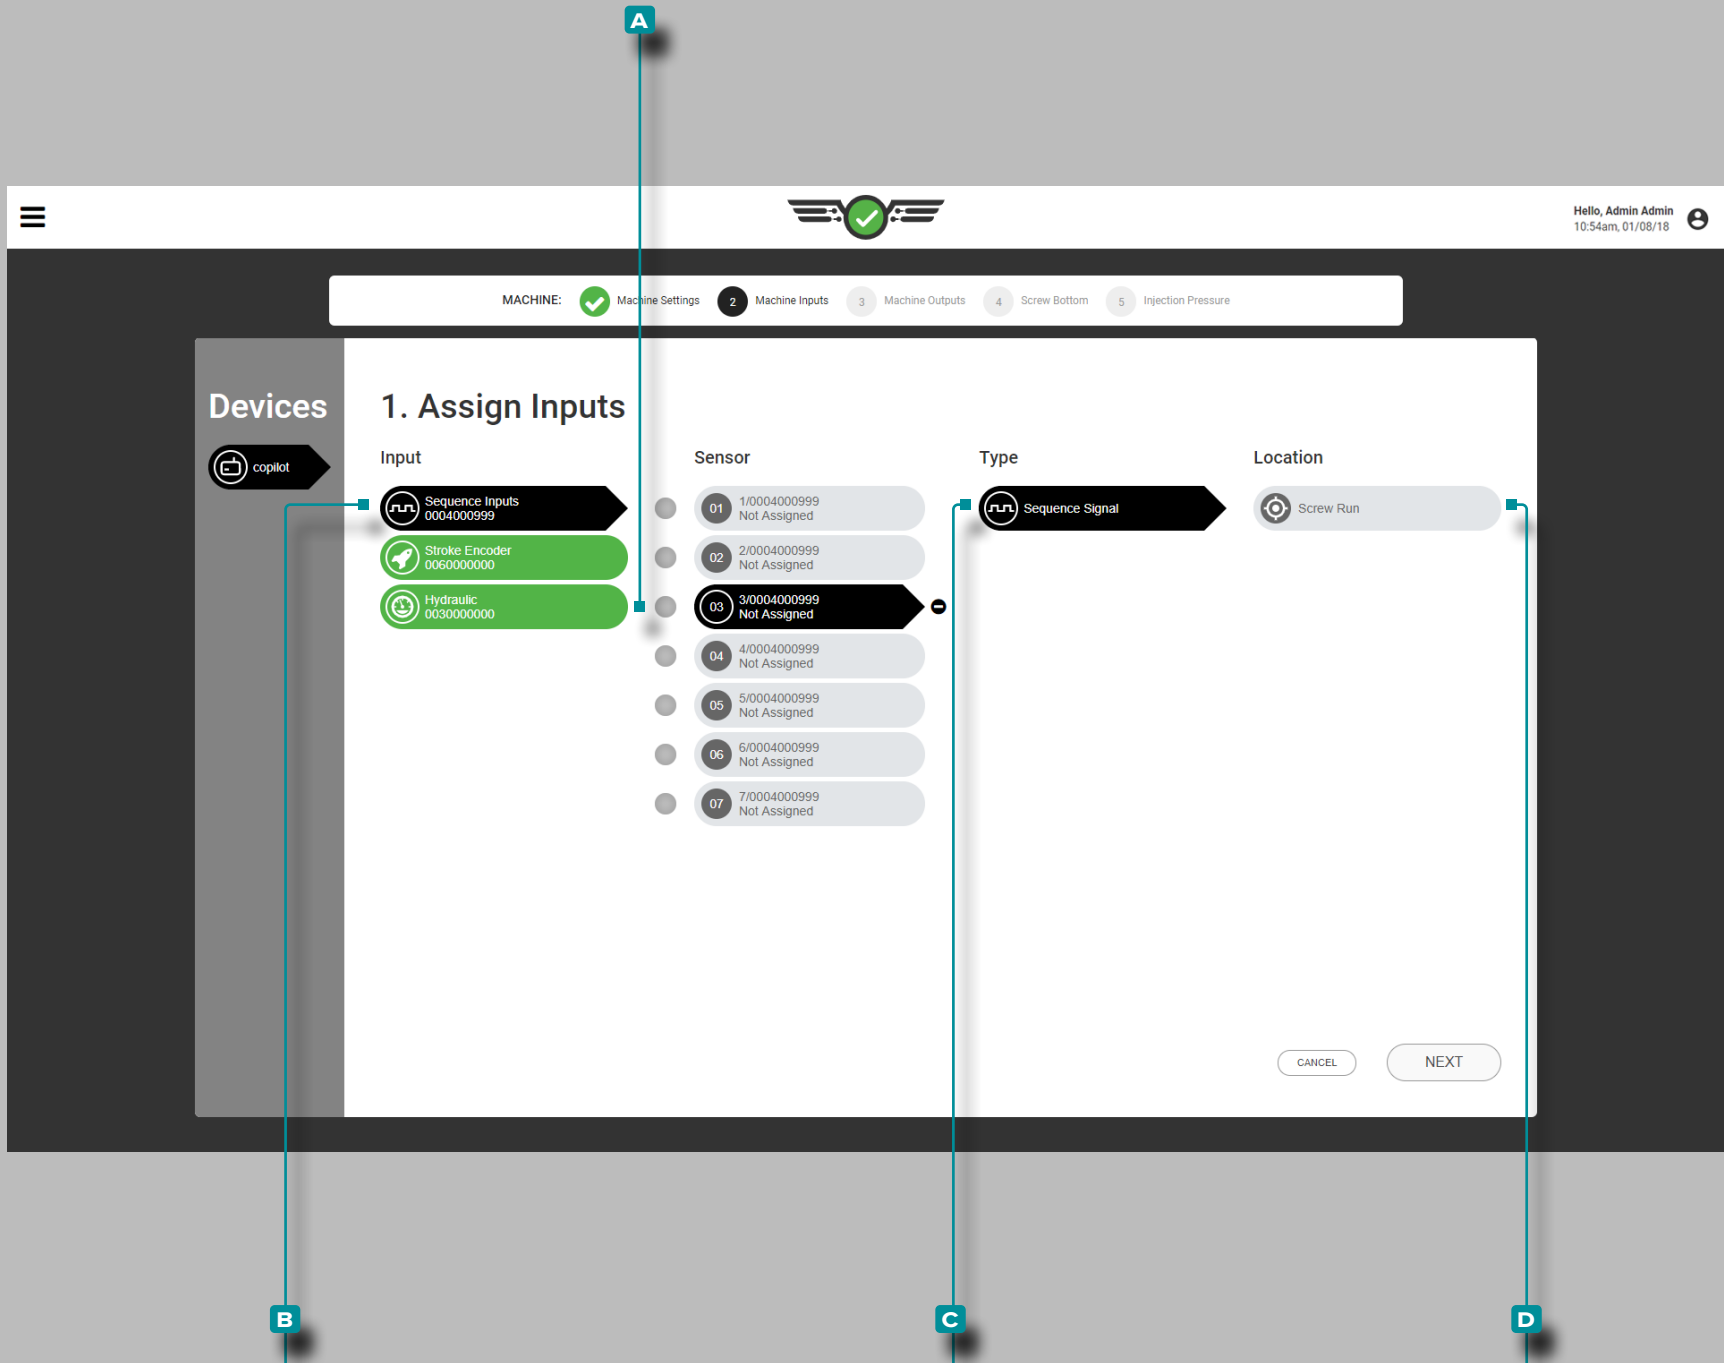 A
Hello, Admin Admin
10:54am, 01/08/18
MACHINE: Machine Settings 2 Machine Inputs 3 Machine Outputs 4 Screw Bottom 5 Injection Pressure
Devices
copilot
1. Assign Inputs
Input
Sequence Inputs
0004000999
Stroke Encoder
0060000000
Hydraulic
0030000000
Sensor
01 1/0004000999
Not Assigned
02 2/0004000999
Not Assigned
03 3/0004000999
Not Assigned
04 4/0004000999
Not Assigned
05 5/0004000999
Not Assigned
06 6/0004000999
Not Assigned
07 7/0004000999
Not Assigned
Type
Sequence Signal
Location
Screw Run
CANCEL
NEXT
B
C
D